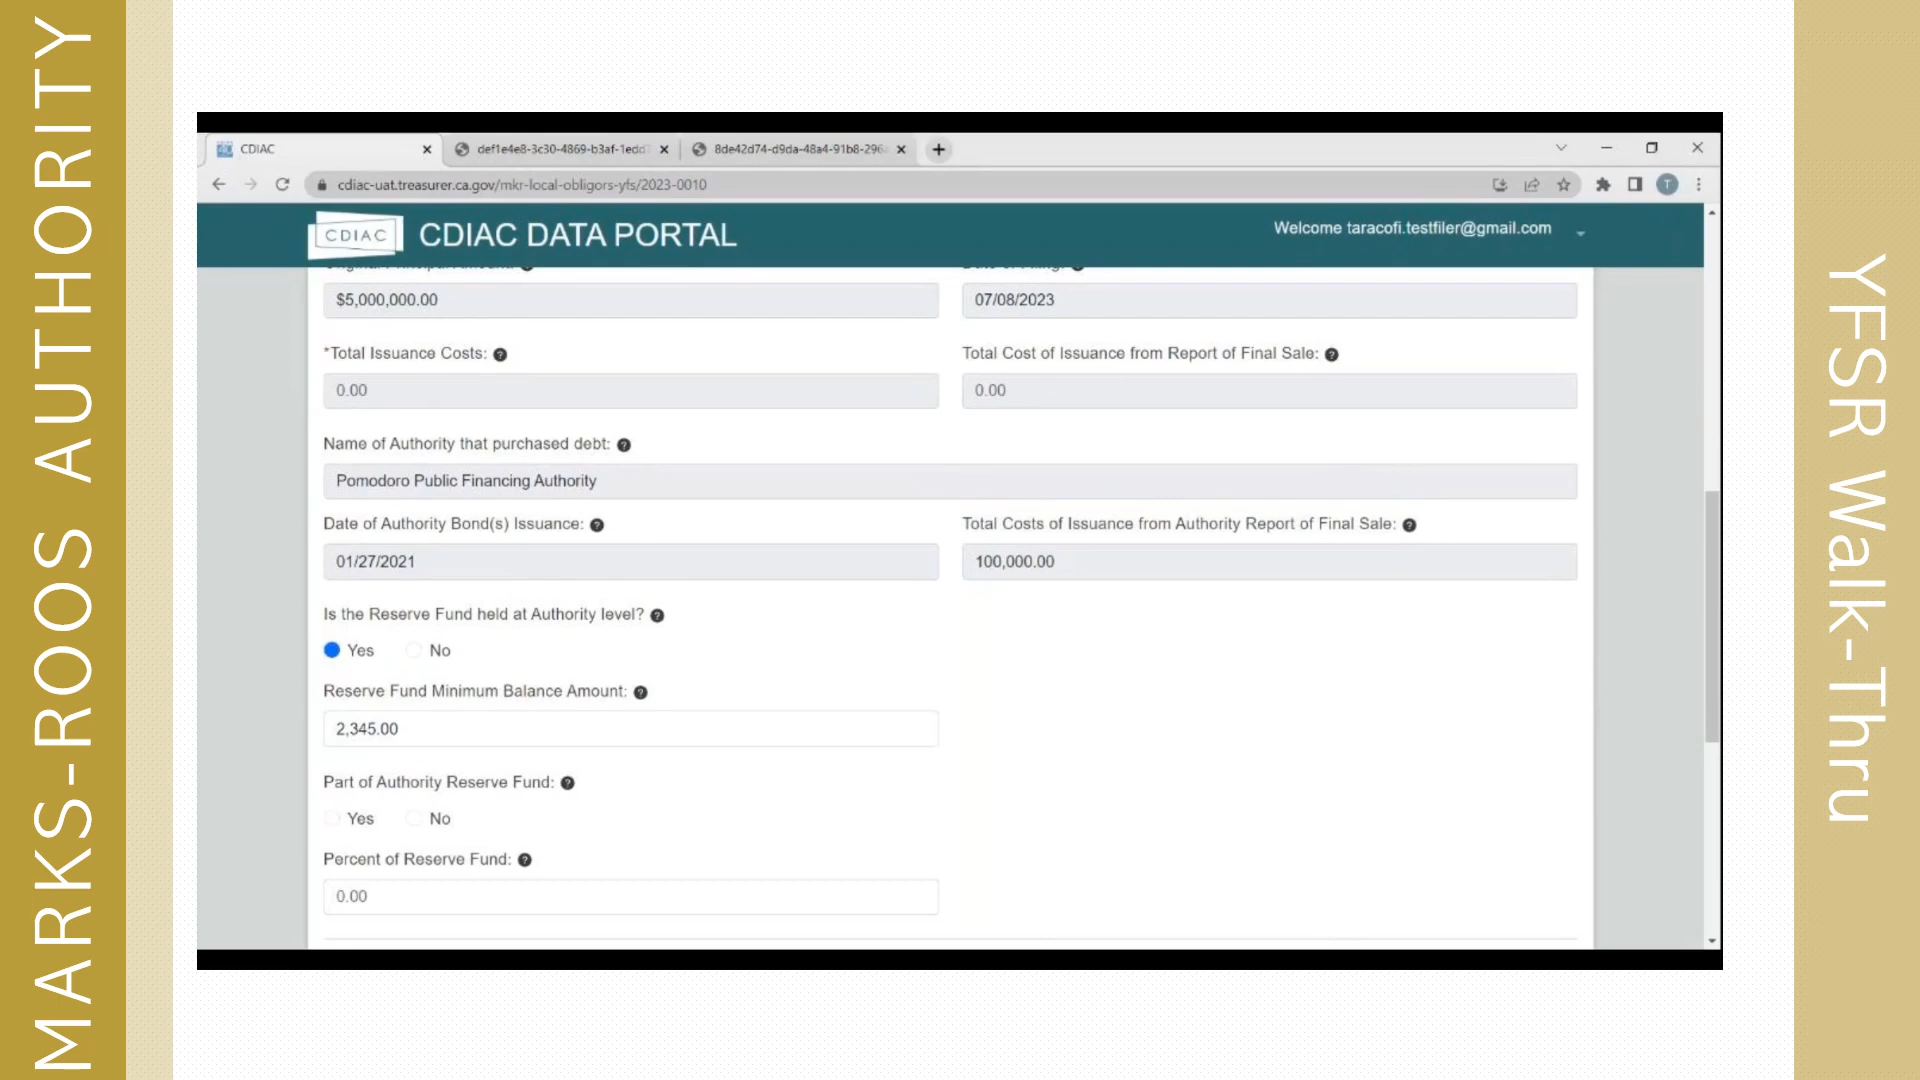 MARKS-ROOS AUTHORITY
CDIAC
def1e4e8-3c30-4869-b3af-1edd
8de42d74-d9da-48a4-91b8-296
cdiac-uat.treasurer.ca.gov/mkr-local-obligors-yfs/2023-0010
T
CDIAC
CDIAC DATA PORTAL
Welcome taracofi.testfiler@gmail.com
$5,000,000.00
07/08/2023
*Total Issuance Costs:
Total Cost of Issuance from Report of Final Sale:
0.00
0.00
Name of Authority that purchased debt:
Pomodoro Public Financing Authority
Date of Authority Bond(s) Issuance:
Total Costs of Issuance from Authority Report of Final Sale:
01/27/2021
100,000.00
Is the Reserve Fund held at Authority level?
Yes No
Reserve Fund Minimum Balance Amount:
2,345.00
Part of Authority Reserve Fund:
Yes No
Percent of Reserve Fund:
0.00
YFSR Walk-Thru